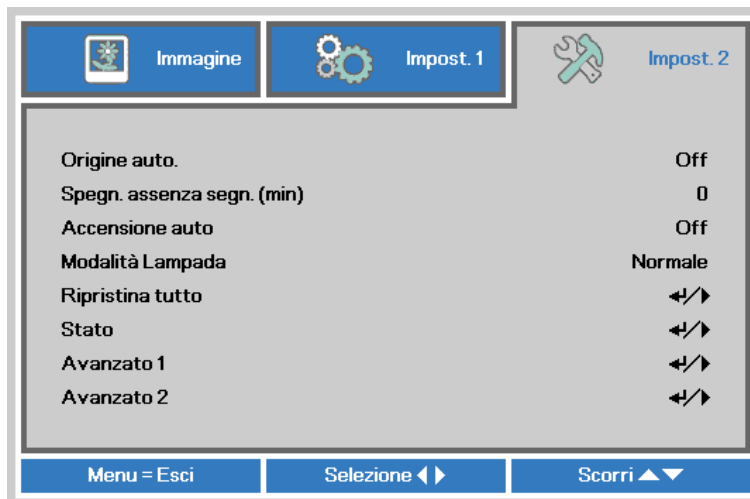 Immagine Impost. 1 Impost. 2
Origine auto. Off
Spegn. assenza segn. (min) 0
Accensione auto Off
Modalità Lampada Normale
Ripristina tutto
Stato
Avanzato 1
Avanzato 2
Menu = Esci Selezione Scorri